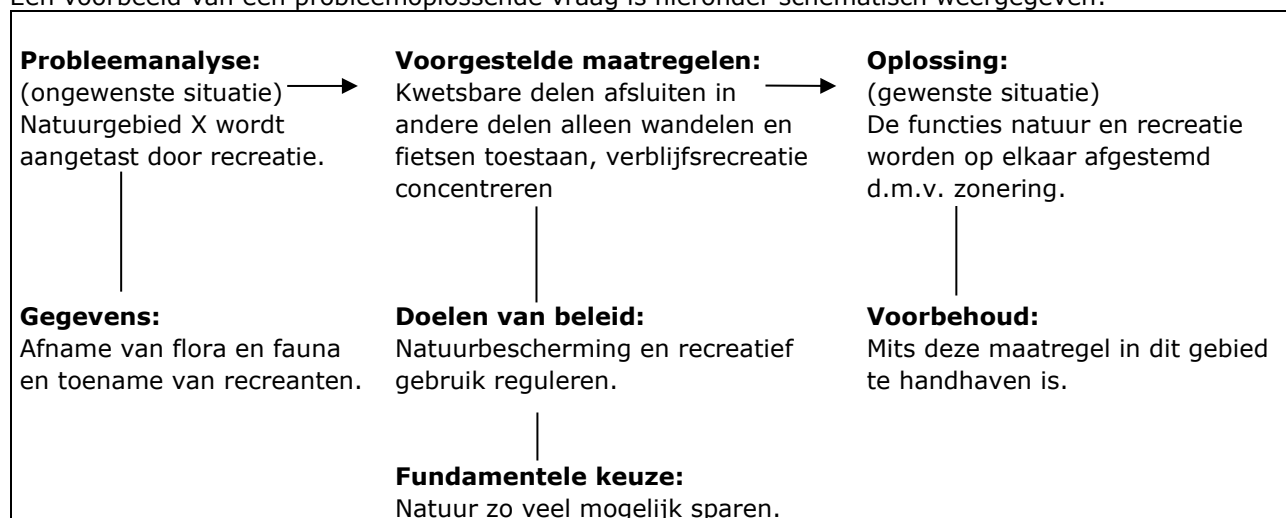 Een voorbeeld van een probleemoplossende vraag is hieronder schematisch weergegeven:
Probleemanalyse:
(ongewenste situatie)
Natuurgebied X wordt
aangetast door recreatie.
Voorgestelde maatregelen:
Kwetsbare delen afsluiten in
andere delen alleen wandelen en
fietsen toestaan, verblijfsrecreatie
concentreren
Oplossing:
(gewenste situatie)
De functies natuur en recreatie
worden op elkaar afgestemd
d.m.v. zonering.
Gegevens:
Afname van flora en fauna
en toename van recreanten.
Doelen van beleid:
Natuurbescherming en recreatief
gebruik reguleren.
Voorbehoud:
Mits deze maatregel in dit gebied
te handhaven is.
Fundamentele keuze:
Natuur zo veel mogelijk sparen.